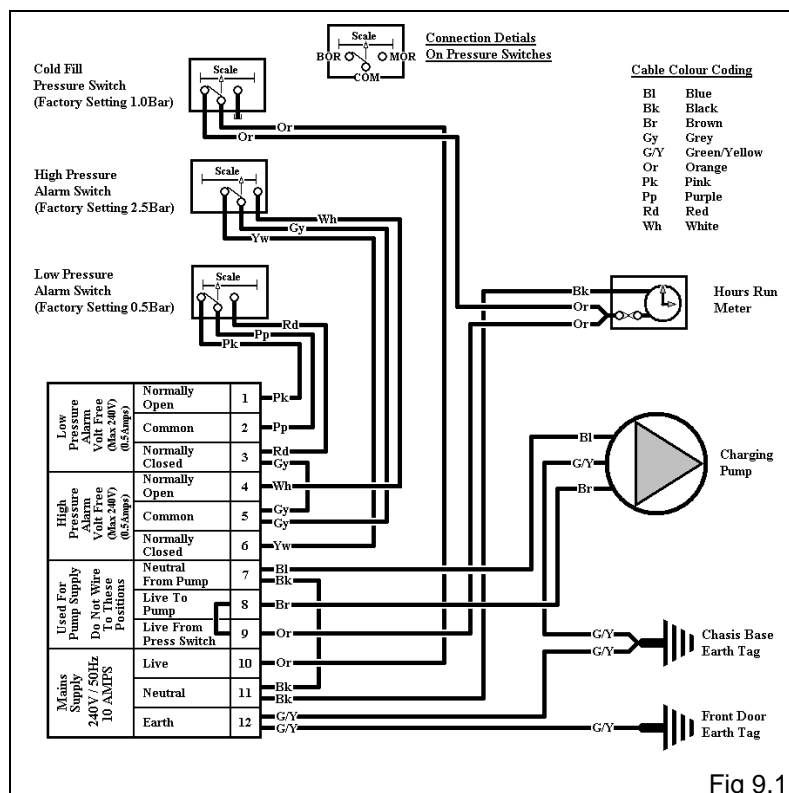 Connection Detials
On Pressure Switches
Scale
BOR
MOR
COM
Cable Colour Coding
Bl Blue
Bk Black
Br Brown
Gy Grey
G/Y Green/Yellow
Or Orange
Pk Pink
Pp Purple
Rd Red
Wh White
Cold Fill
Pressure Switch
(Factory Setting 1.0Bar)
Scale
Or
Or
High Pressure
Alarm Switch
(Factory Setting 2.5Bar)
Scale
Wh
Gy
Yw
Low Pressure
Alarm Switch
(Factory Setting 0.5Bar)
Scale
Rd
Pp
Pk
Bk
Or
Or
Hours Run
Meter
Low
Pressure
Alarm
Volt Free
(Max 240V)
(0.5Amps)
Normally
Open
1
Pk
Common
2
Pp
Normally
Closed
3
Rd
Gy
High
Pressure
Alarm
Volt Free
(Max 240V)
(0.5Amps)
Normally
Open
4
Wh
Common
5
Gy
Gy
Normally
Closed
6
Yw
Used For
Pump Supply
Do Not Wire
To These
Positions
Neutral
From Pump
7
Bl
Bk
Live To
Pump
8
Br
Live From
Press Switch
9
Or
Mains
Supply
240V / 50Hz
10 AMPS
Live
10
Or
Neutral
11
Bk
Bk
Earth
12
G/Y
G/Y
Bl
G/Y
Br
Charging
Pump
G/Y
G/Y
Chasis Base
Earth Tag
G/Y
Front Door
Earth Tag
Fig 9.1